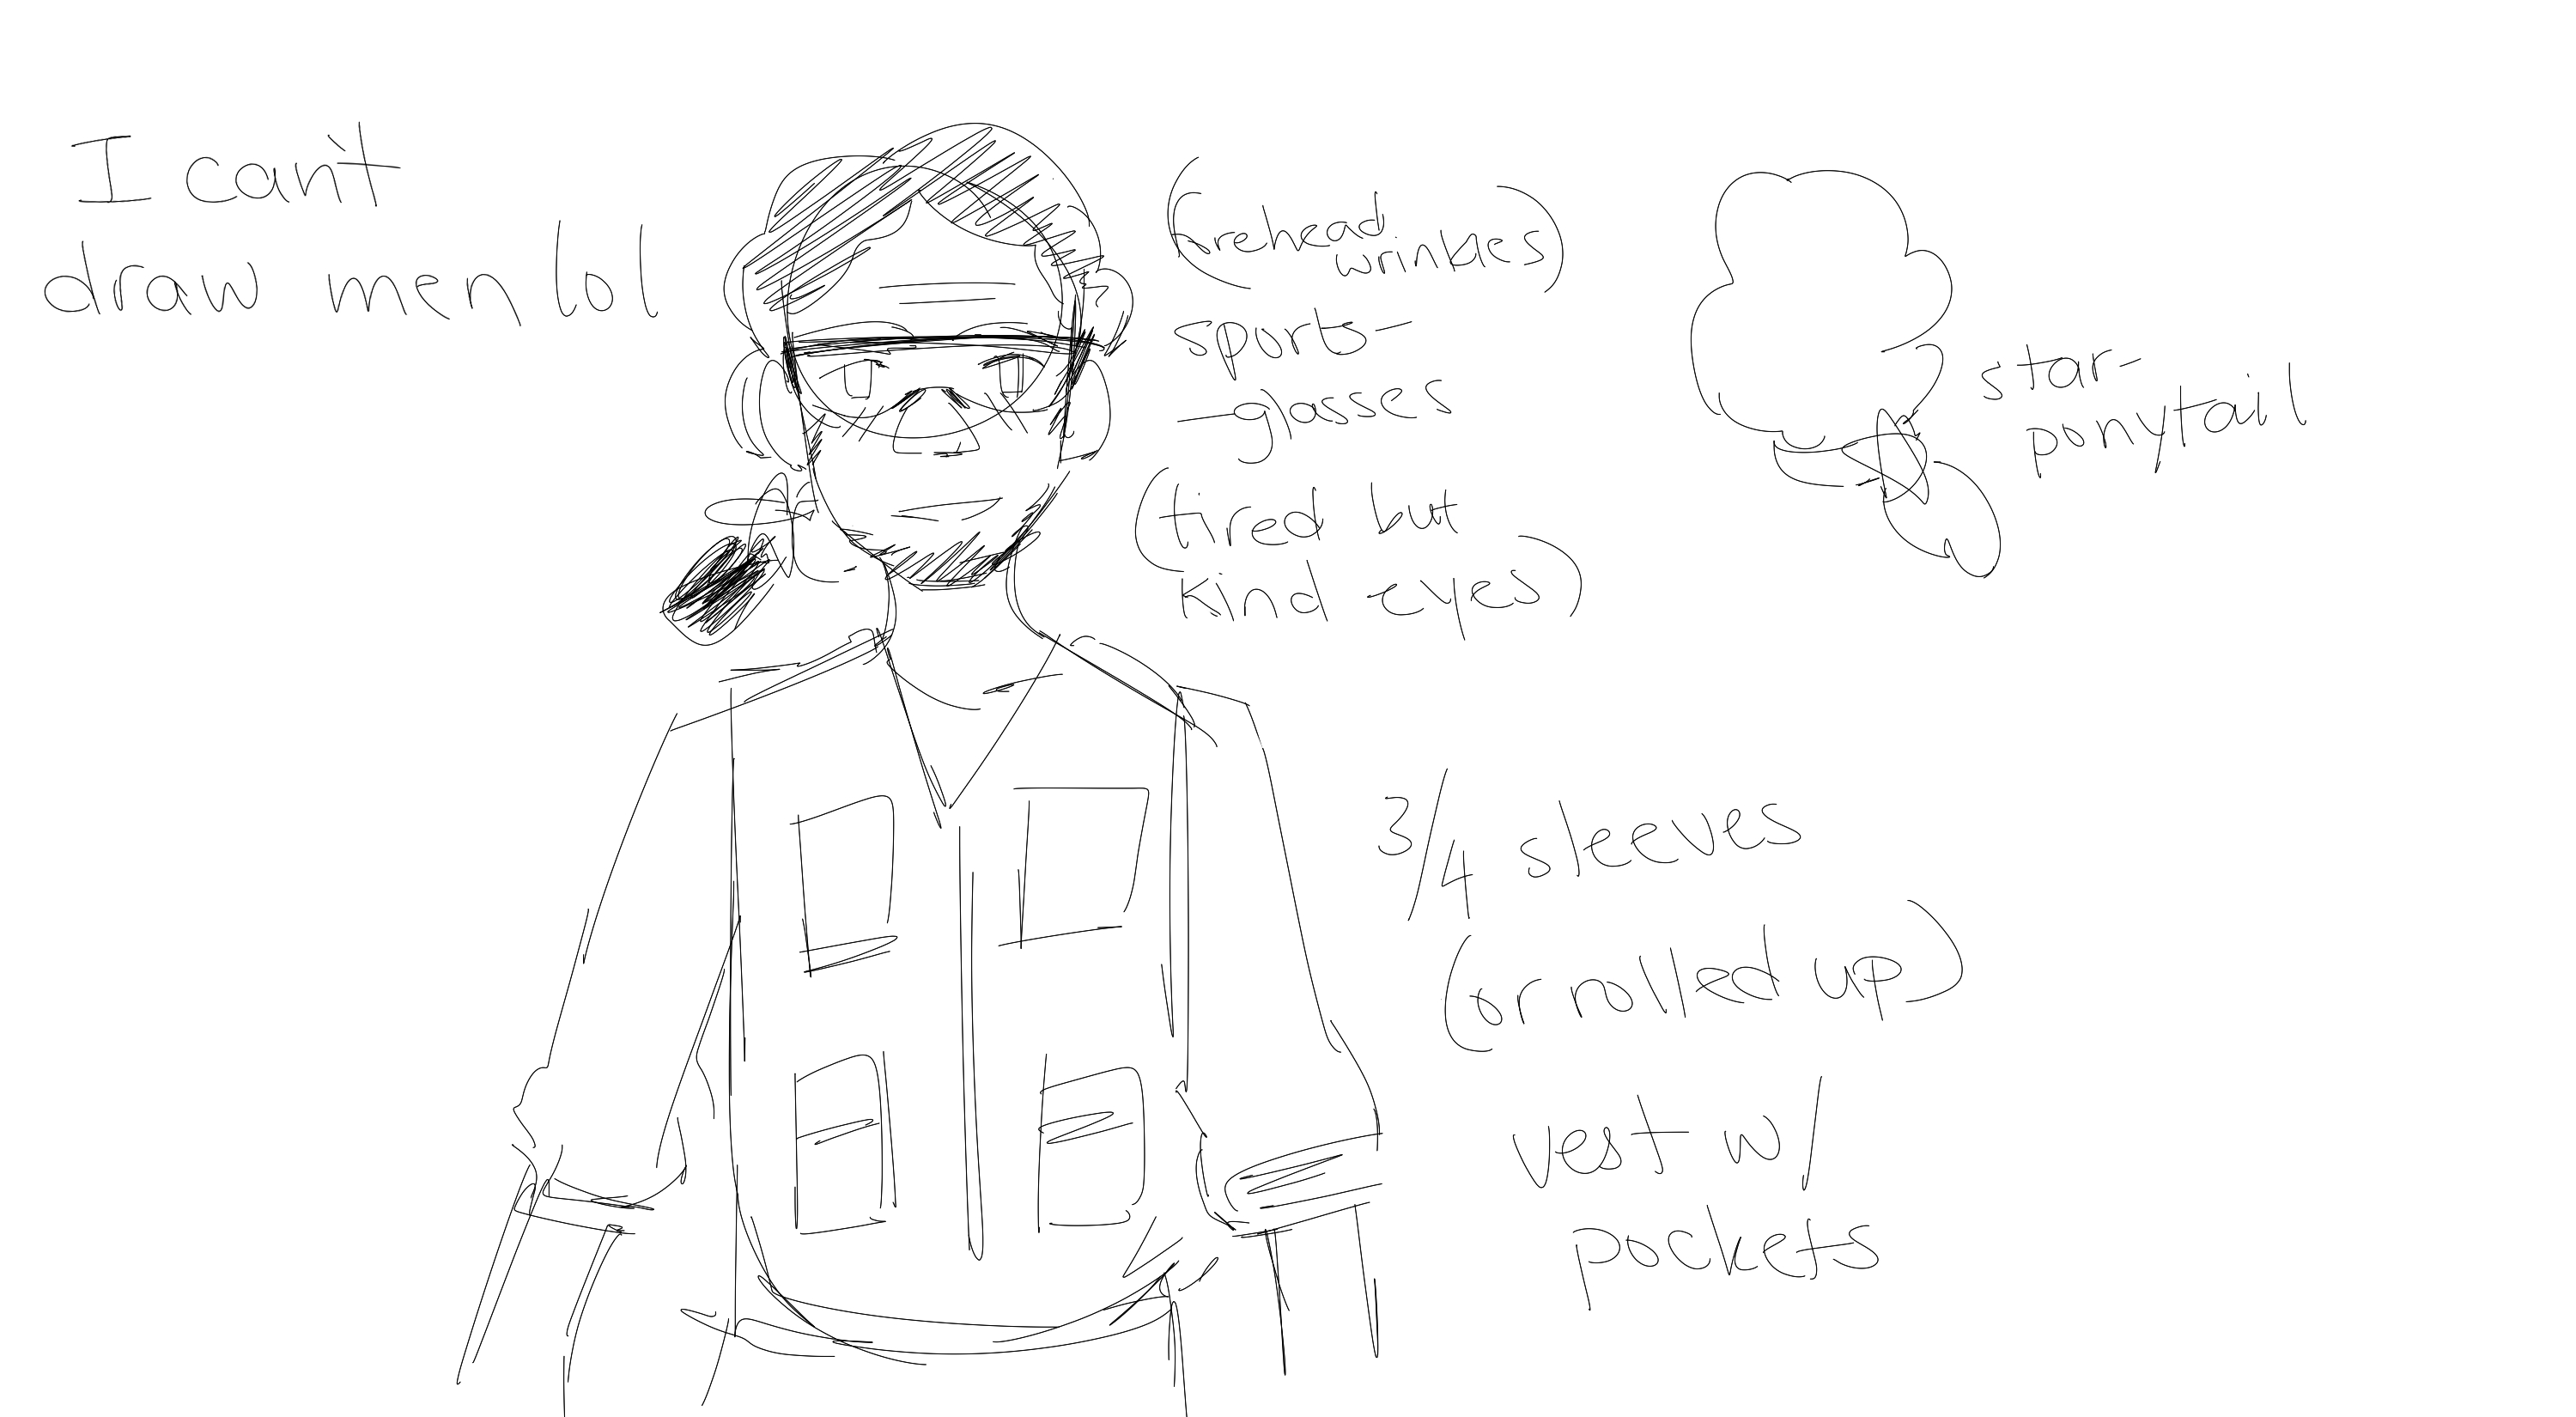 I can't
draw men lol
(forehead
wrinkles)
sports-
-glasses
(tired but
kind eyes)
star-
ponytail
3/4 sleeves
(or rolled up)
vest w/
pockets